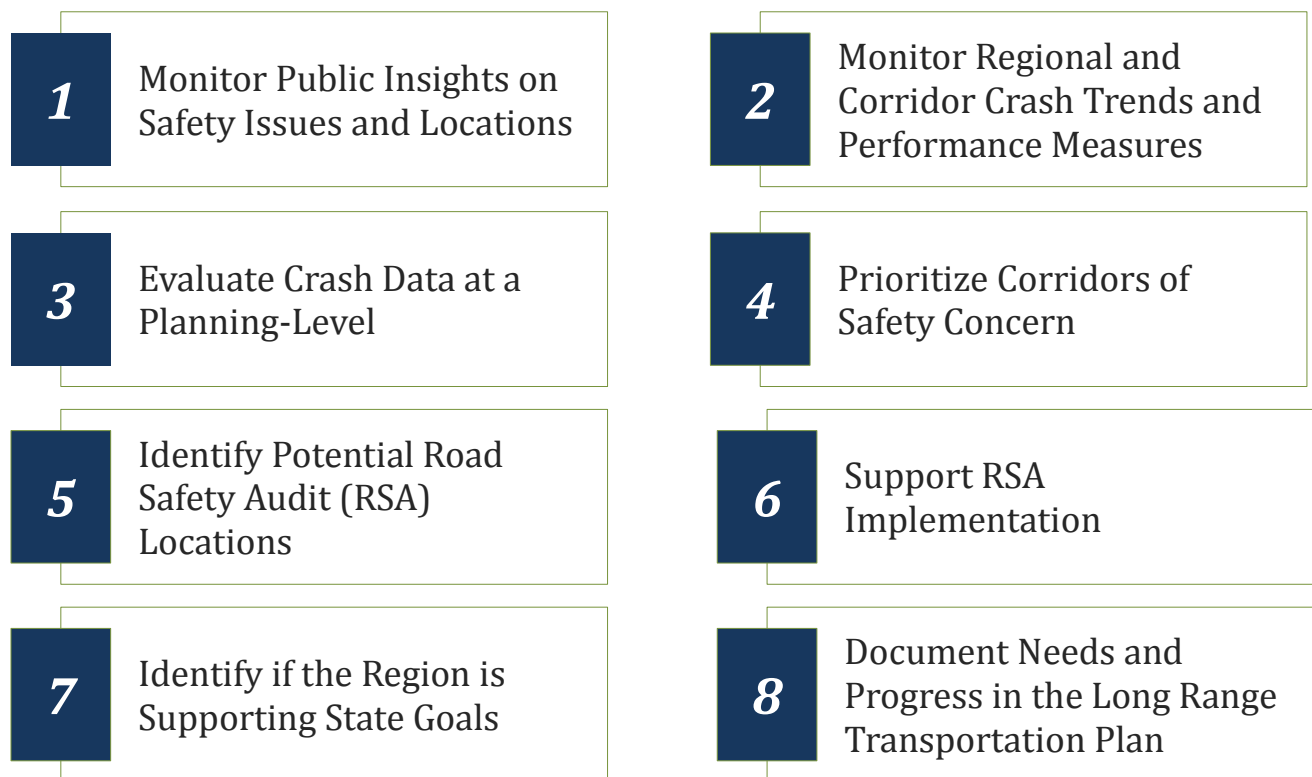 1
Monitor Public Insights on
Safety Issues and Locations
2
Monitor Regional and
Corridor Crash Trends and
Performance Measures
3
Evaluate Crash Data at a
Planning-Level
4
Prioritize Corridors of
Safety Concern
5
Identify Potential Road
Safety Audit (RSA)
Locations
6
Support RSA
Implementation
7
Identify if the Region is
Supporting State Goals
8
Document Needs and
Progress in the Long Range
Transportation Plan